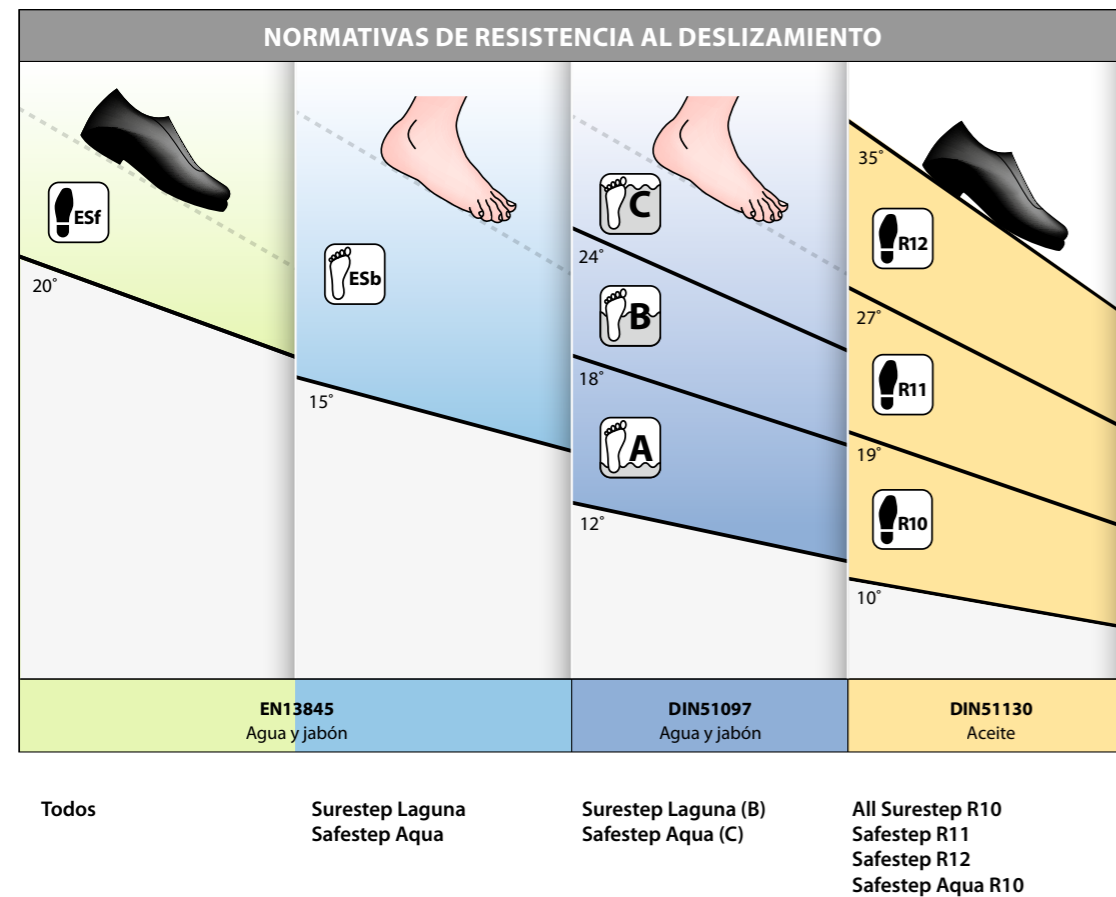 NORMATIVAS DE RESISTENCIA AL DESLIZAMIENTO
ESf
20°
ESb
15°
C
24°
B
18°
A
12°
35°
R12
27°
R11
19°
R10
10°
EN13845
Agua y jabón
DIN51097
Agua y jabón
DIN51130
Aceite
Todos
Surestep Laguna
Safestep Aqua
Surestep Laguna (B)
Safestep Aqua (C)
All Surestep R10
Safestep R11
Safestep R12
Safestep Aqua R10